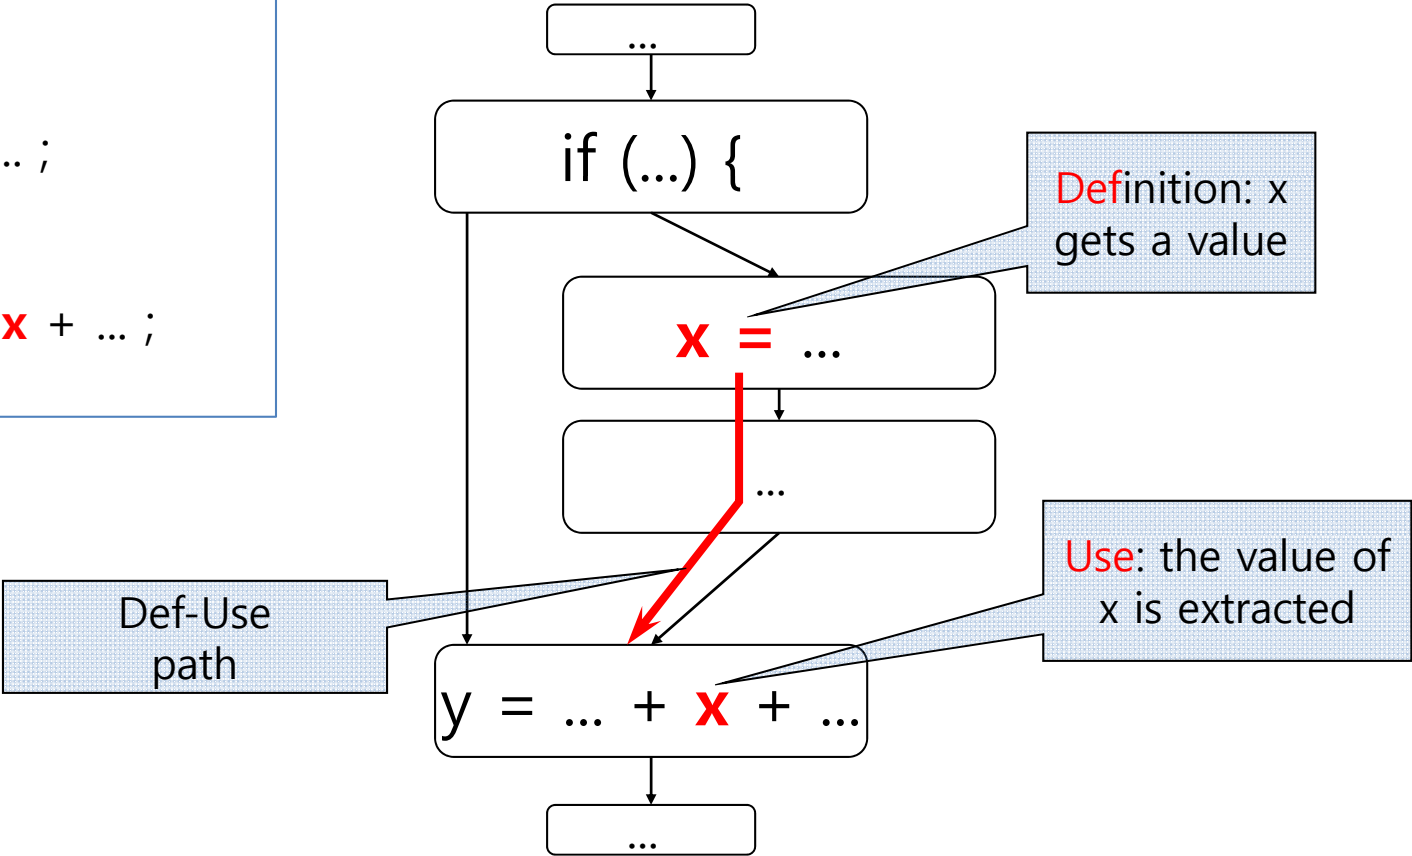 ...
if (...) {
.. ;
Definition: x
gets a value
x = ...
x + ... ;
...
Use: the value of
x is extracted
Def-Use
path
y = ... + x + ...
...